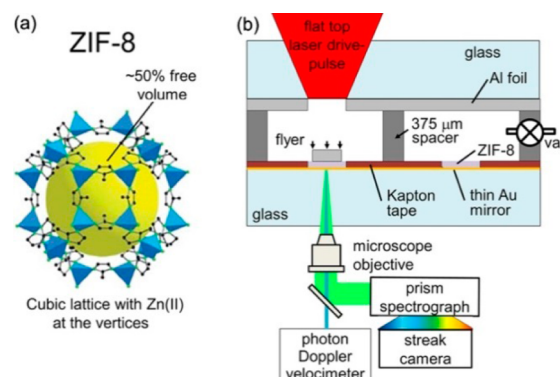 (a)
ZIF-8
~50% free
volume
Cubic lattice with Zn(II)
at the vertices
(b)
flat top
laser drive-
pulse
glass
Al foil
flyer
375 μm
spacer
ZIF-8
va
Kapton
tape
thin Au
mirror
glass
microscope
objective
prism
spectrograph
streak
camera
photon
Doppler
velocimeter